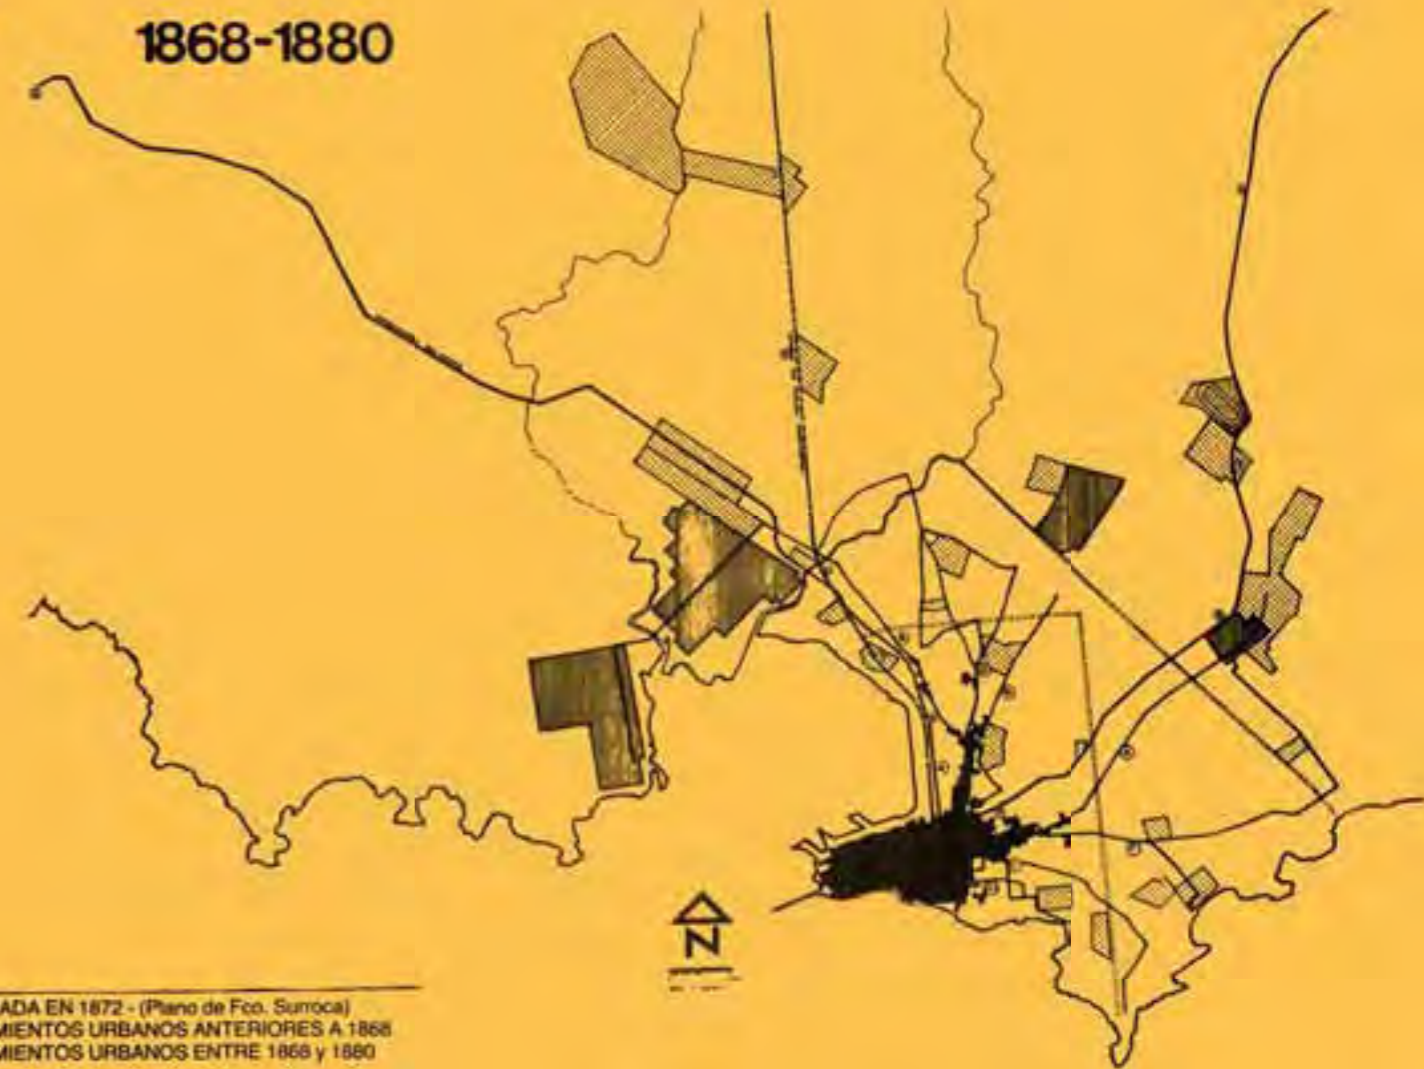 1868-1880
N
ADA EN 1872 - (Plano de Fco. Surroca)
MIENTOS URBANOS ANTERIORES A 1868
MIENTOS URBANOS ENTRE 1868 y 1880